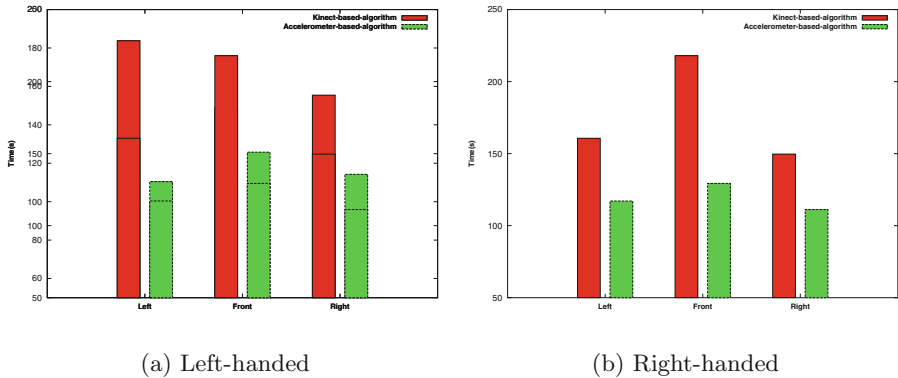 Kinect-based-algorithm
Accelerometer-based-algorithm
180
200
160
140
150
120
100
100
80
60
50
Time(s)
Left Front Right
(a) Left-handed
Kinect-based-algorithm
Accelerometer-based-algorithm
250
200
150
100
50
Time(s)
Left Front Right
(b) Right-handed